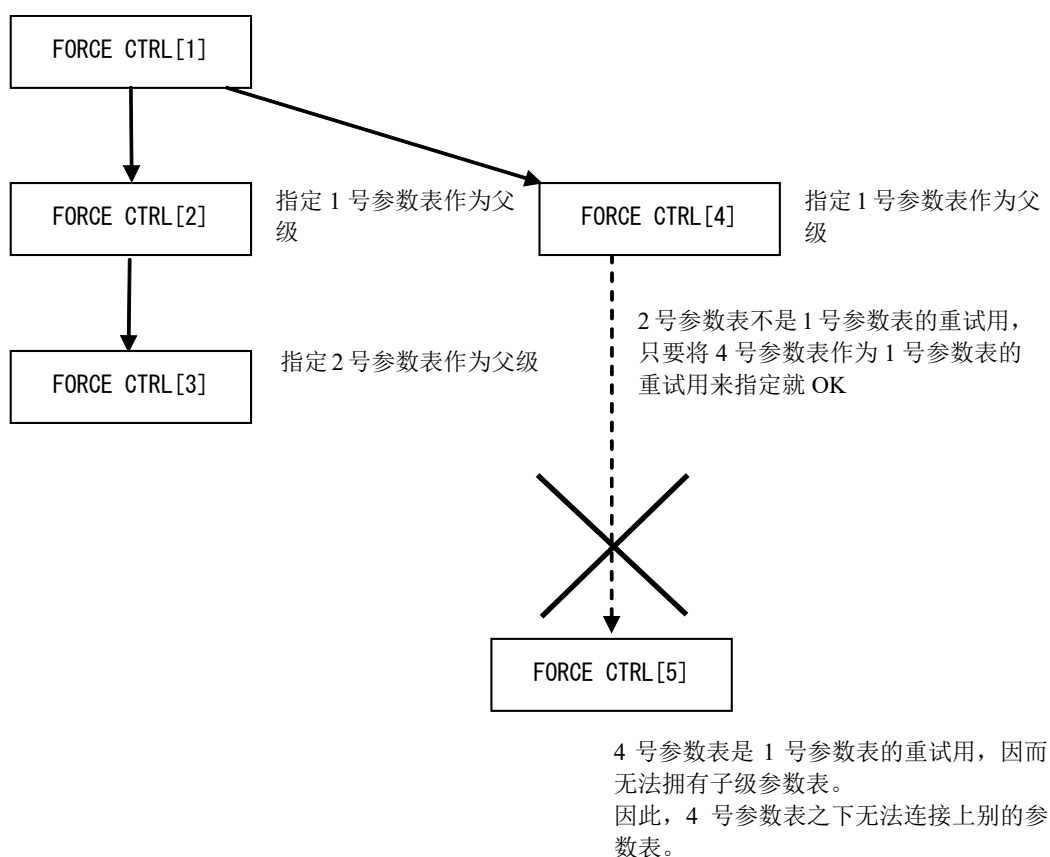 FORCE CTRL[1]
FORCE CTRL[2]
指定 1 号参数表作为父
级
FORCE CTRL[4]
指定 1 号参数表作为父
级
2 号参数表不是 1 号参数表的重试用，
只要将 4 号参数表作为 1 号参数表的
重试用来指定就 OK
FORCE CTRL[3]
指定 2 号参数表作为父级
FORCE CTRL[5]
4 号参数表是 1 号参数表的重试用，因而
无法拥有子级参数表。
因此，4 号参数表之下无法连接上别的参
数表。